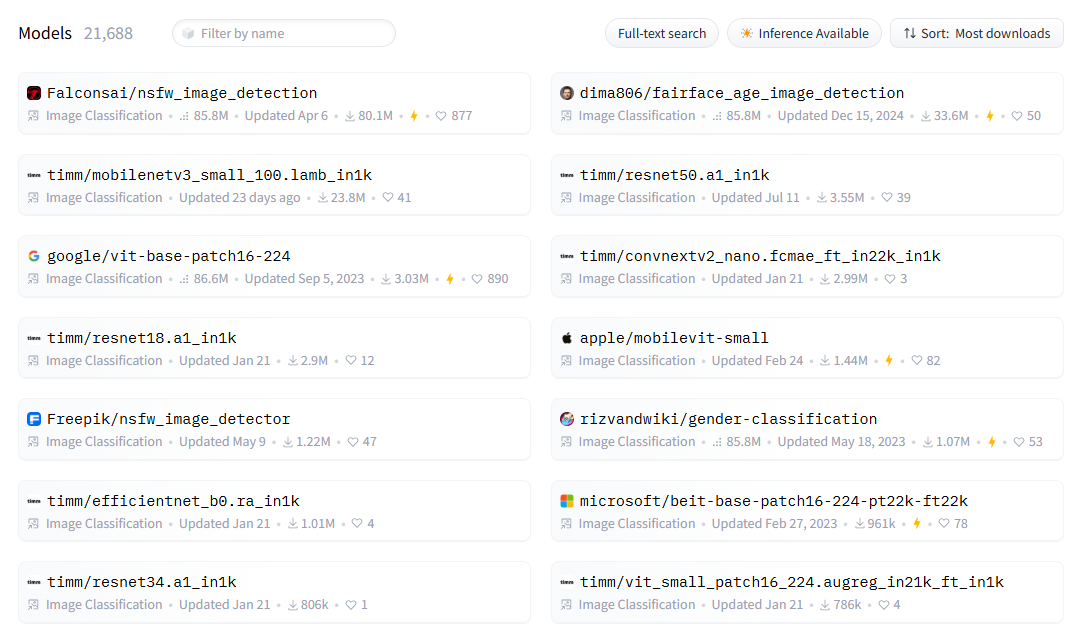 Models 21,688 Filter by name Full-text search Inference Available Sort: Most downloads
Falconsai/nsfw_image_detection
Image Classification • 85.8M • Updated Apr 6 • 80.1M • • 877
dima806/fairface_age_image_detection
Image Classification • 85.8M • Updated Dec 15, 2024 • 33.6M • • 50
timm timm/mobilenetv3_small_100.lamb_in1k
Image Classification • Updated 23 days ago • 23.8M • 41
timm timm/resnet50.a1_in1k
Image Classification • Updated Jul 11 • 3.55M • 39
google/vit-base-patch16-224
Image Classification • 86.6M • Updated Sep 5, 2023 • 3.03M • • 890
timm timm/convnextv2_nano.fcmae_ft_in22k_in1k
Image Classification • Updated Jan 21 • 2.99M • 3
timm timm/resnet18.a1_in1k
Image Classification • Updated Jan 21 • 2.9M • 12
apple/mobilevit-small
Image Classification • Updated Feb 24 • 1.44M • • 82
Freepik/nsfw_image_detector
Image Classification • Updated May 9 • 1.22M • 47
rizvandwiki/gender-classification
Image Classification • 85.8M • Updated May 18, 2023 • 1.07M • • 53
timm timm/efficientnet_b0.ra_in1k
Image Classification • Updated Jan 21 • 1.01M • 4
microsoft/beit-base-patch16-224-pt22k-ft22k
Image Classification • Updated Feb 27, 2023 • 961k • • 78
timm timm/resnet34.a1_in1k
Image Classification • Updated Jan 21 • 806k • 1
timm timm/vit_small_patch16_224.augreg_in21k_ft_in1k
Image Classification • Updated Jan 21 • 786k • 4